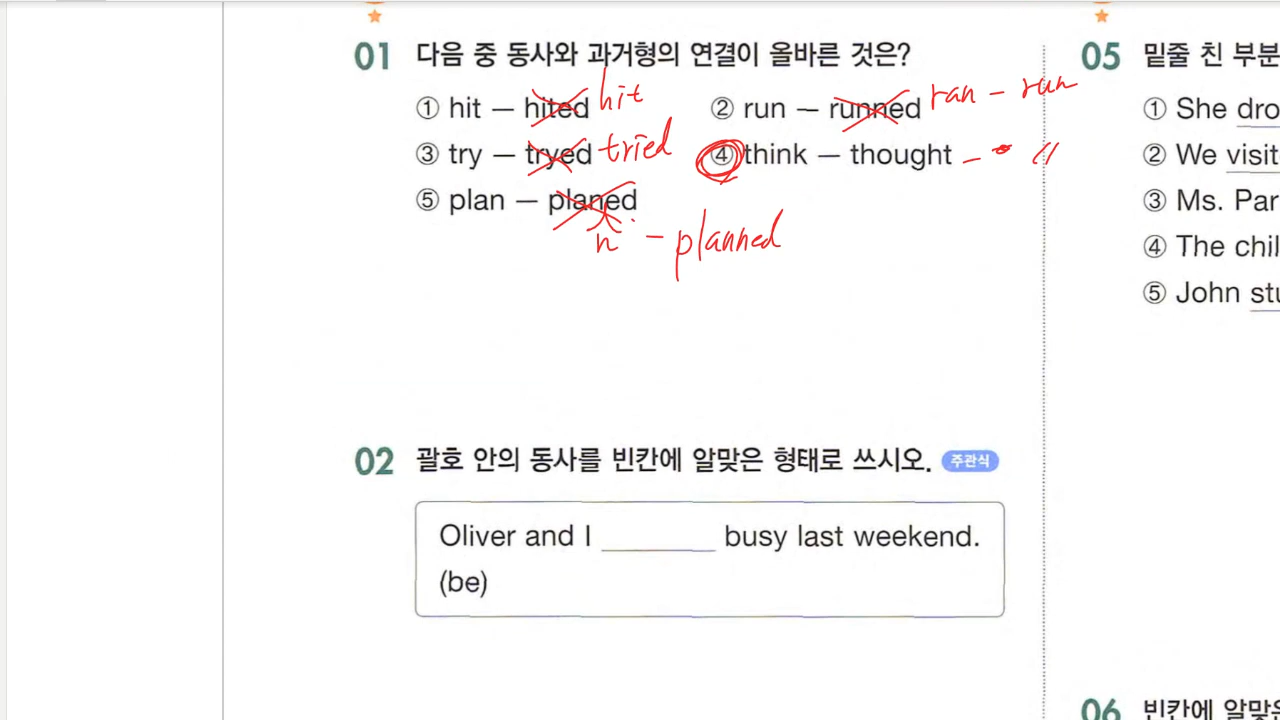 01 다음 중 동사와 과거형의 연결이 올바른 것은?
① hit – hited hit
② run – runned ran – run
③ try – tryed tried
④ think – thought – 〃
⑤ plan – planed
n – planned
02 괄호 안의 동사를 빈칸에 알맞은 형태로 쓰시오. 주관식
Oliver and I ________ busy last weekend.
(be)
05 밑줄 친 부분
① She dro
② We visit
③ Ms. Par
④ The chil
⑤ John stu
06 빈칸에 알맞은